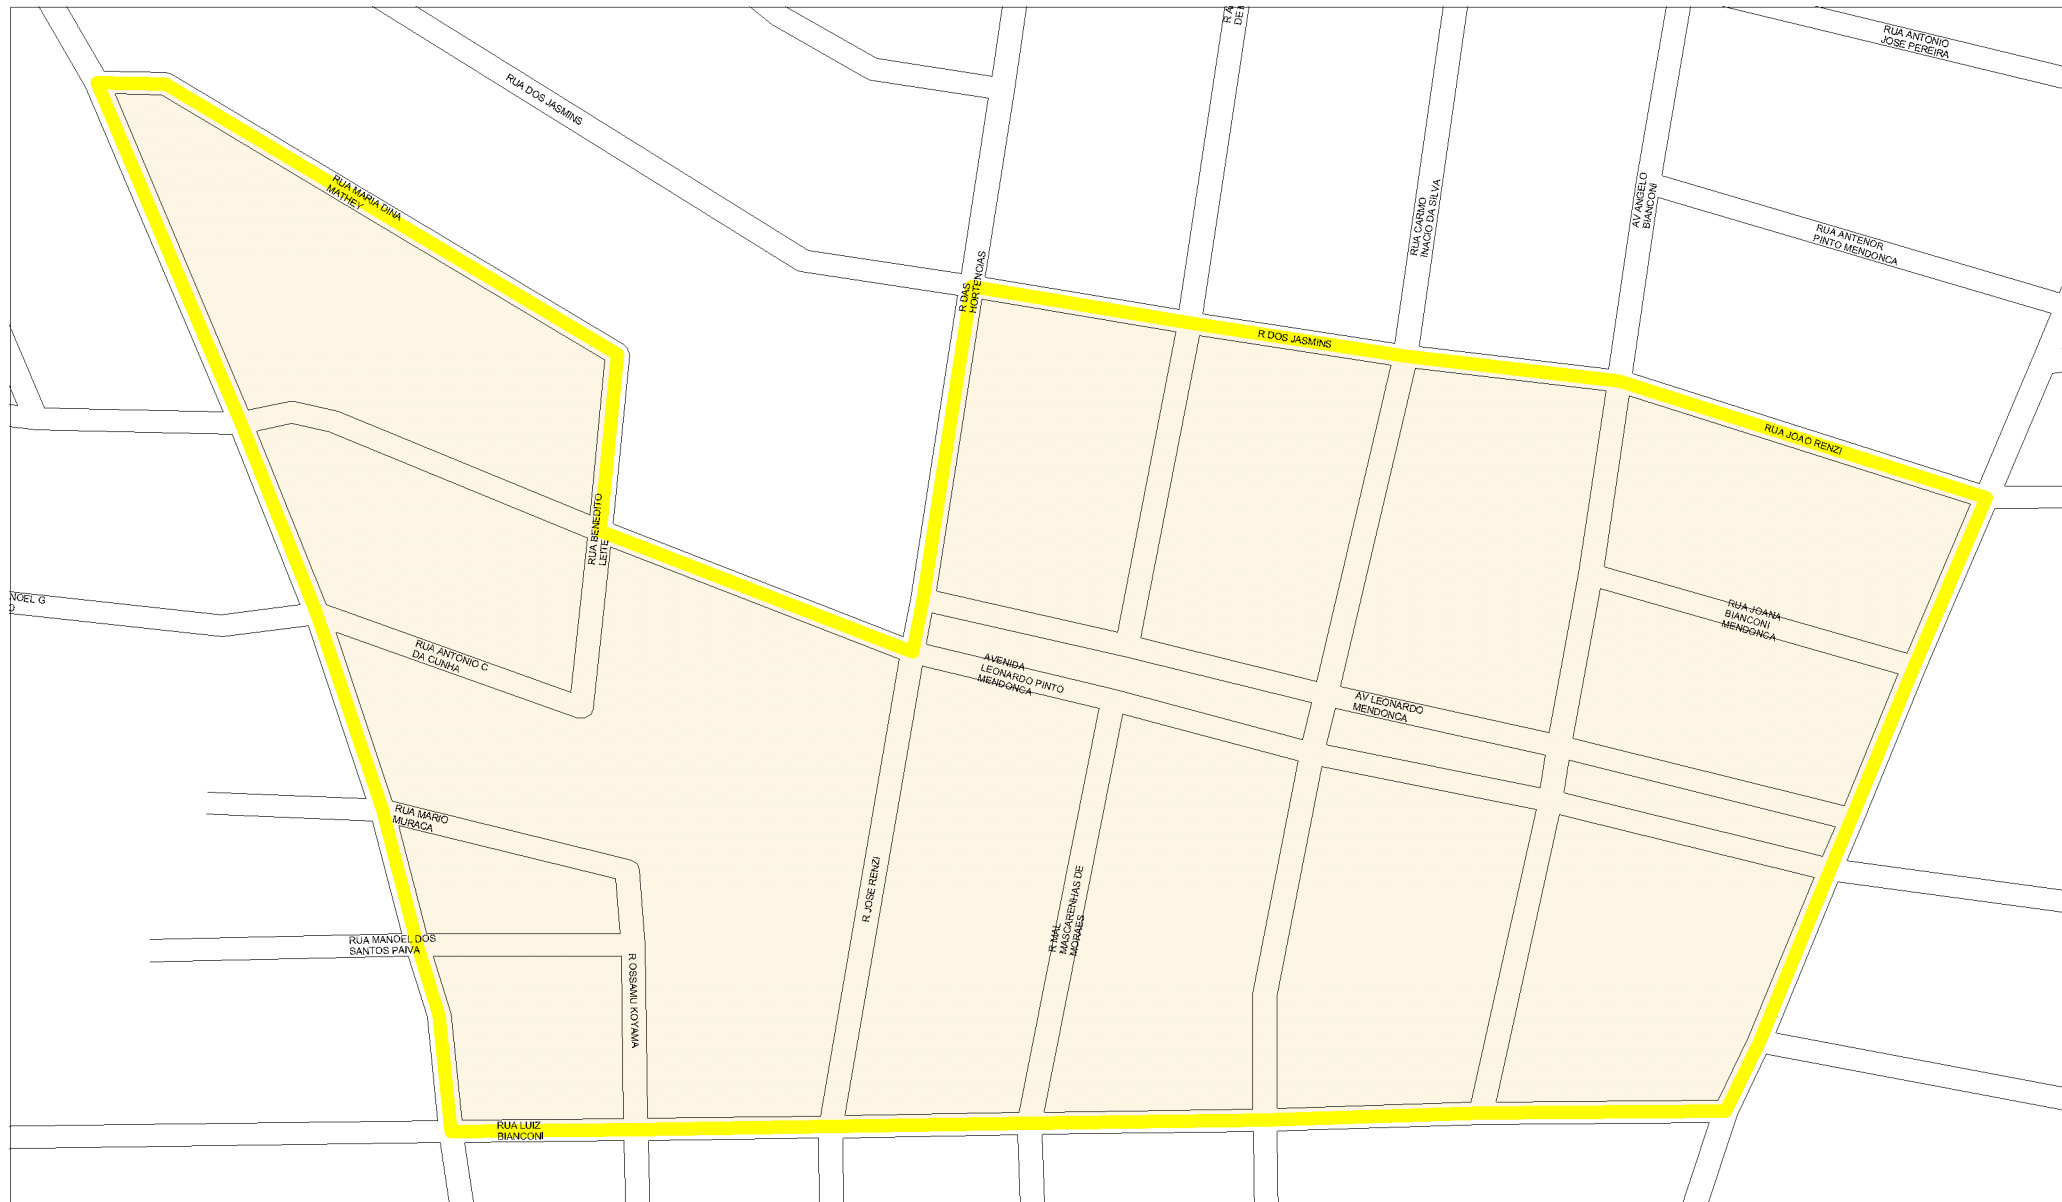 RUA ANTONIO
JOSE PEREIRA
RUA DOS JASMINS
RUA MARIA DINA
MATHEY
RUA CARMO
INACIO DA SILVA
AV ANGELO
BIANCONI
RUA ANTENOR
PINTO MENDONCA
R DAS
HORTENCIAS
R DOS JASMINS
RUA JOAO RENZI
RUA BENEDITO
LEITE
NOEL G
RUA JOANA
BIANCONI
MENDONCA
RUA ANTONIO C
DA CUNHA
AVENIDA
LEONARDO PINTO
MENDONCA
AV LEONARDO
MENDONCA
RUA MARIO
MURACA
R JOSE RENZI
R MAL
MASCARENHAS DE
MORAES
RUA MANOEL DOS
SANTOS PAIVA
R OSSAMU KOYAMA
RUA LUIZ
BIANCONI